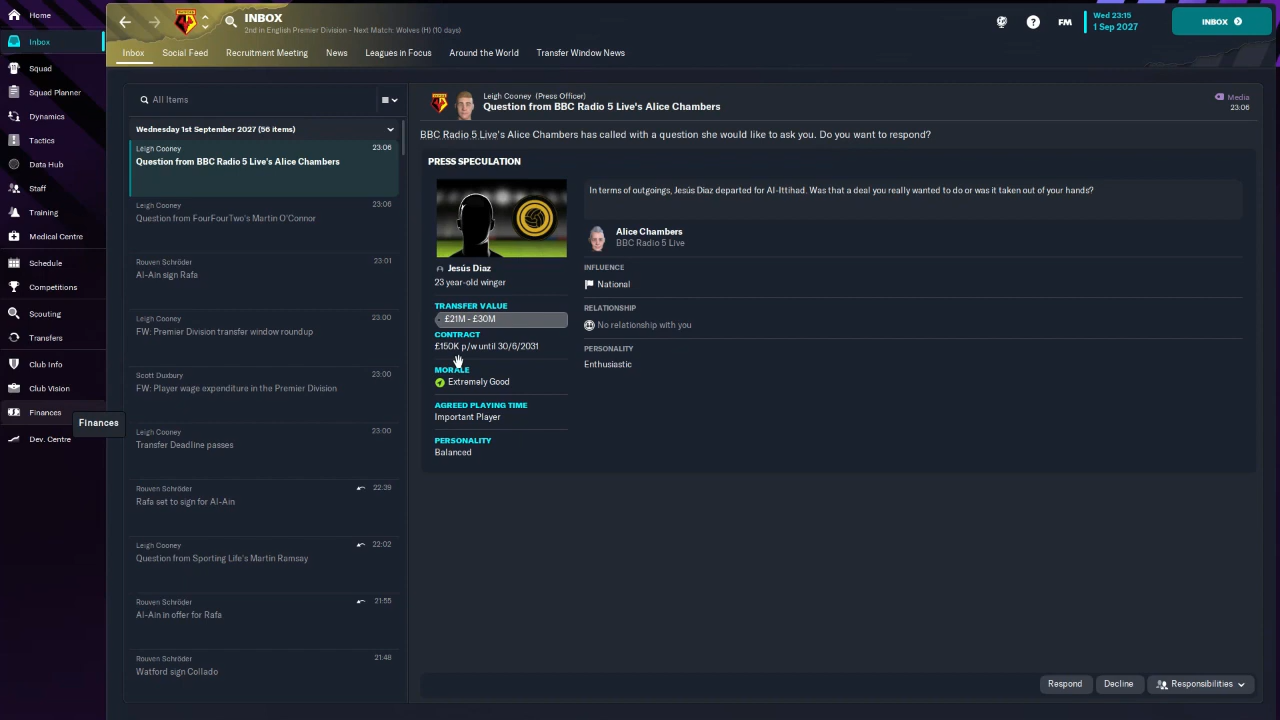 Home
Inbox
Squad
Squad Planner
Dynamics
Tactics
Data Hub
Staff
Training
Medical Centre
Schedule
Competitions
Scouting
Transfers
Club Info
Club Vision
Finances
Dev. Centre
Finances
INBOX
2nd in English Premier Division - Next Match: Wolves (H) (10 days)
FM
Wed 23:15
1 Sep 2027
INBOX
Inbox
Social Feed
Recruitment Meeting
News
Leagues in Focus
Around the World
Transfer Window News
All Items
Wednesday 1st September 2027 (56 items)
Leigh Cooney 23:06
Question from BBC Radio 5 Live's Alice Chambers
Leigh Cooney 23:06
Question from FourFourTwo's Martin O'Connor
Rouven Schröder 23:01
Al-Ain sign Rafa
Leigh Cooney 23:00
FW: Premier Division transfer window roundup
Scott Duxbury 23:00
FW: Player wage expenditure in the Premier Division
Leigh Cooney 23:00
Transfer Deadline passes
Rouven Schröder 22:39
Rafa set to sign for Al-Ain
Leigh Cooney 22:02
Question from Sporting Life's Martin Ramsay
Rouven Schröder 21:55
Al-Ain in offer for Rafa
Rouven Schröder 21:48
Watford sign Collado
Leigh Cooney (Press Officer)
Question from BBC Radio 5 Live's Alice Chambers
Media
23:06
BBC Radio 5 Live's Alice Chambers has called with a question she would like to ask you. Do you want to respond?
PRESS SPECULATION
Jesús Díaz
23 year-old winger
TRANSFER VALUE
£21M - £30M
CONTRACT
£150K p/w until 30/6/2031
MORALE
Extremely Good
AGREED PLAYING TIME
Important Player
PERSONALITY
Balanced
In terms of outgoings, Jesús Díaz departed for Al-Ittihad. Was that a deal you really wanted to do or was it taken out of your hands?
Alice Chambers
BBC Radio 5 Live
INFLUENCE
National
RELATIONSHIP
No relationship with you
PERSONALITY
Enthusiastic
Respond
Decline
Responsibilities